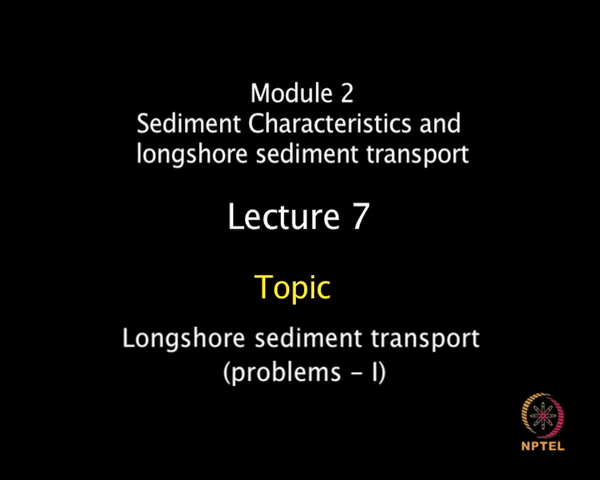 Module 2
Sediment Characteristics and
longshore sediment transport
Lecture 7
Topic
Longshore sediment transport
(problems - I)
NPTEL